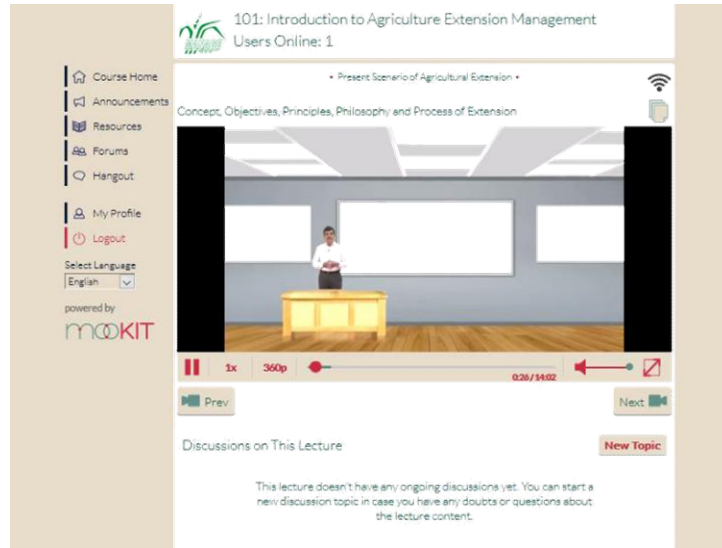 101: Introduction to Agriculture Extension Management
Users Online: 1
Course Home
Announcements
Resources
Forums
Hangout
My Profile
Logout
Select Language
English
powered by
mooKIT
• Present Scenario of Agricultural Extension •
Concept, Objectives, Principles, Philosophy and Process of Extension
1x
360p
0:26 / 14:02
Prev
Next
Discussions on This Lecture
New Topic
This lecture doesn't have any ongoing discussions yet. You can start a
new discussion topic in case you have any doubts or questions about
the lecture content.